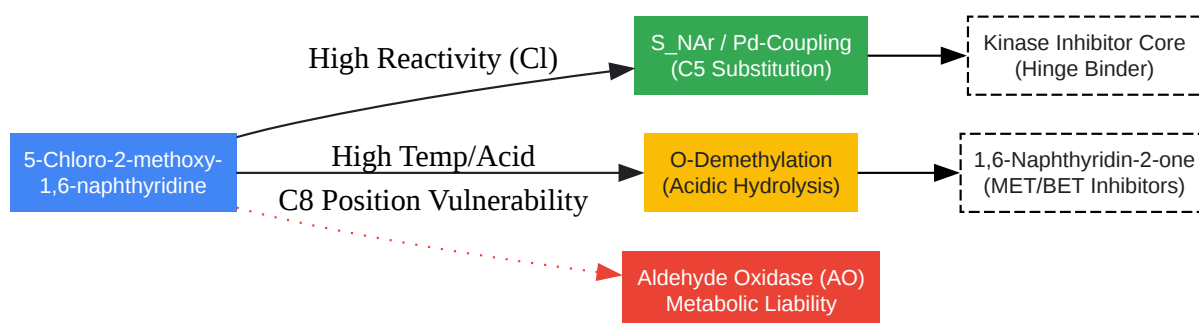 High Reactivity (Cl)
S_NAr / Pd-Coupling
(C5 Substitution)
Kinase Inhibitor Core
(Hinge Binder)
5-Chloro-2-methoxy-
1,6-naphthyridine
High Temp/Acid
C8 Position Vulnerability
O-Demethylation
(Acidic Hydrolysis)
1,6-Naphthyridin-2-one
(MET/BET Inhibitors)
Aldehyde Oxidase (AO)
Metabolic Liability